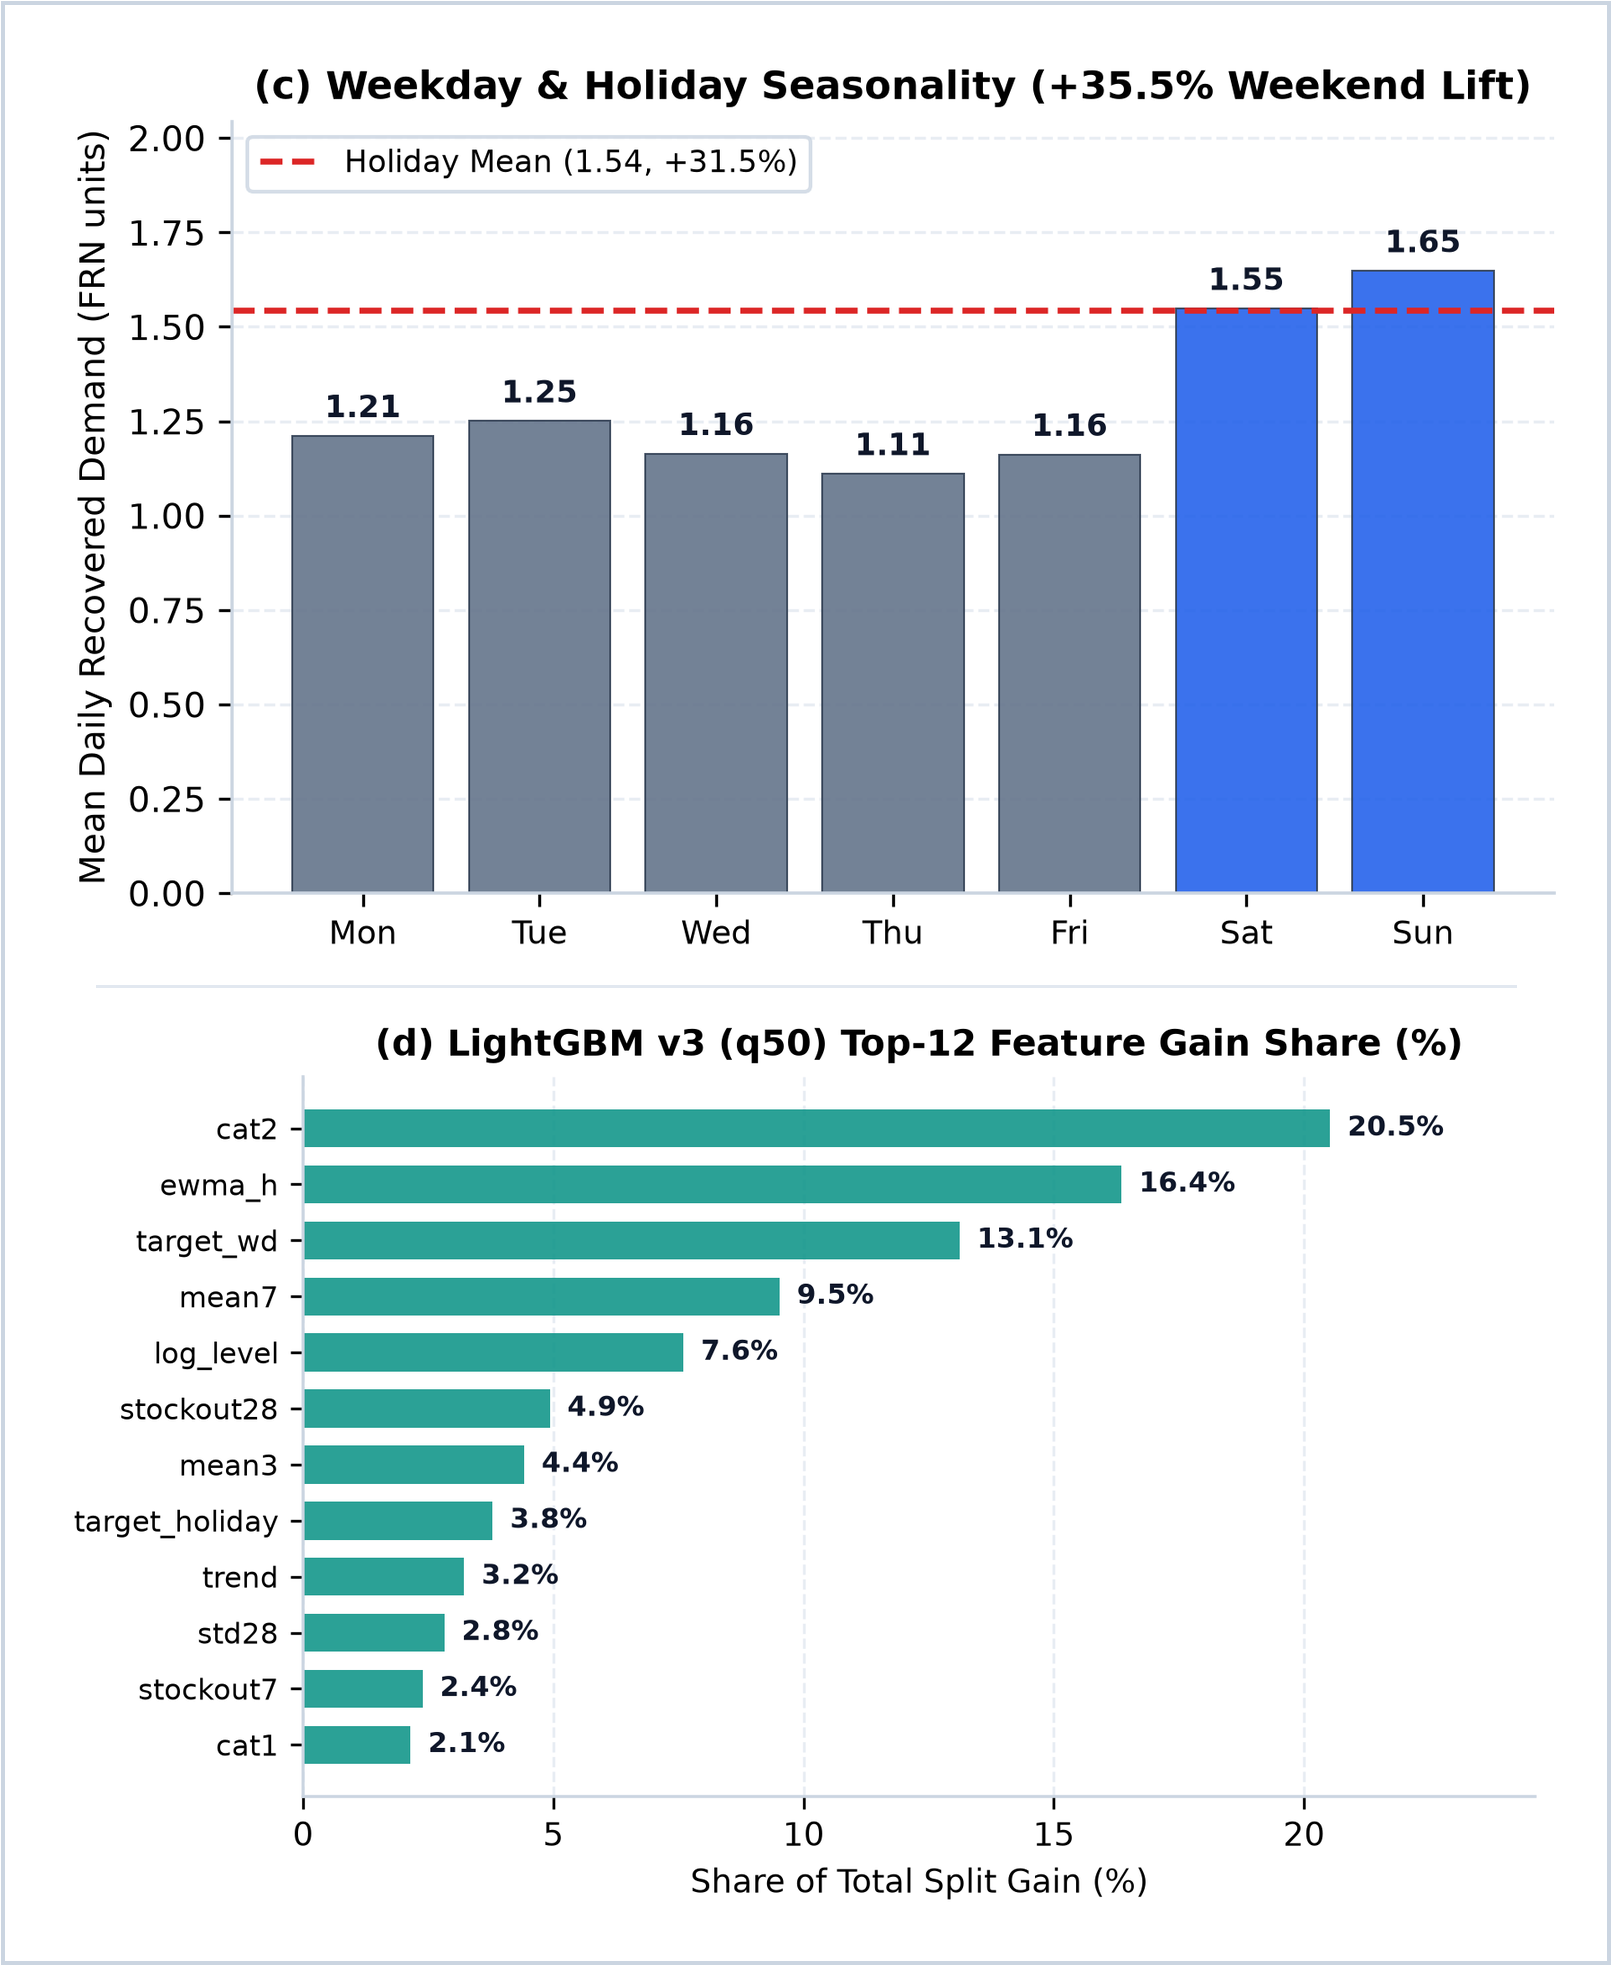 (c) Weekday & Holiday Seasonality (+35.5% Weekend Lift)
Mean Daily Recovered Demand (FRN units)
2.00
1.75
1.50
1.25
1.00
0.75
0.50
0.25
0.00
Holiday Mean (1.54, +31.5%)
1.21
1.25
1.16
1.11
1.16
1.55
1.65
Mon
Tue
Wed
Thu
Fri
Sat
Sun
(d) LightGBM v3 (q50) Top-12 Feature Gain Share (%)
cat2 20.5%
ewma_h 16.4%
target_wd 13.1%
mean7 9.5%
log_level 7.6%
stockout28 4.9%
mean3 4.4%
target_holiday 3.8%
trend 3.2%
std28 2.8%
stockout7 2.4%
cat1 2.1%
0 5 10 15 20
Share of Total Split Gain (%)